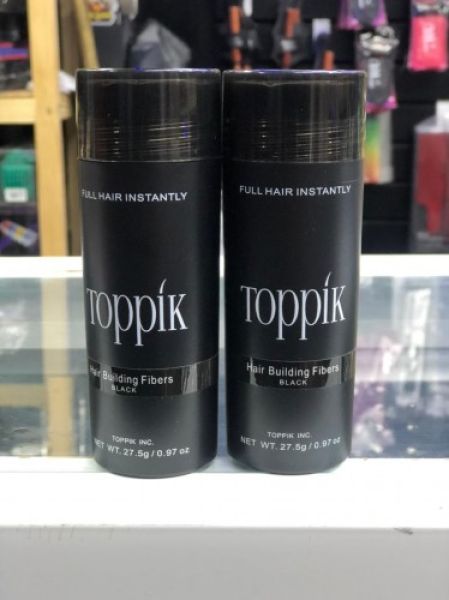 FULL HAIR INSTANTLY
TOPPIK
Hair Building Fibers
BLACK
TOPPIK INC.
NET WT. 27.5g / 0.97 oz
FULL HAIR INSTANTLY
TOPPIK
Hair Building Fibers
BLACK
TOPPIK INC.
NET WT. 27.5g / 0.97 oz